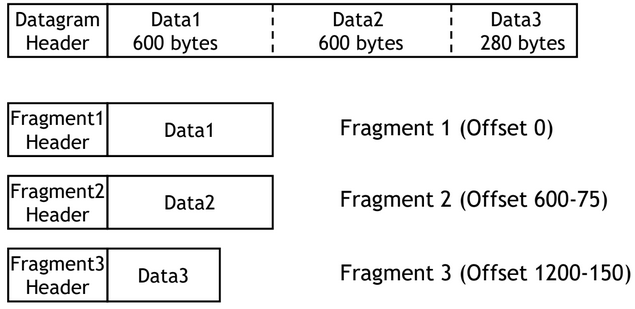 Datagram Data1 Data2 Data3
Header 600 bytes 600 bytes 280 bytes
Fragment1
Header
Data1
Fragment 1 (Offset 0)
Fragment2
Header
Data2
Fragment 2 (Offset 600-75)
Fragment3
Header
Data3
Fragment 3 (Offset 1200-150)